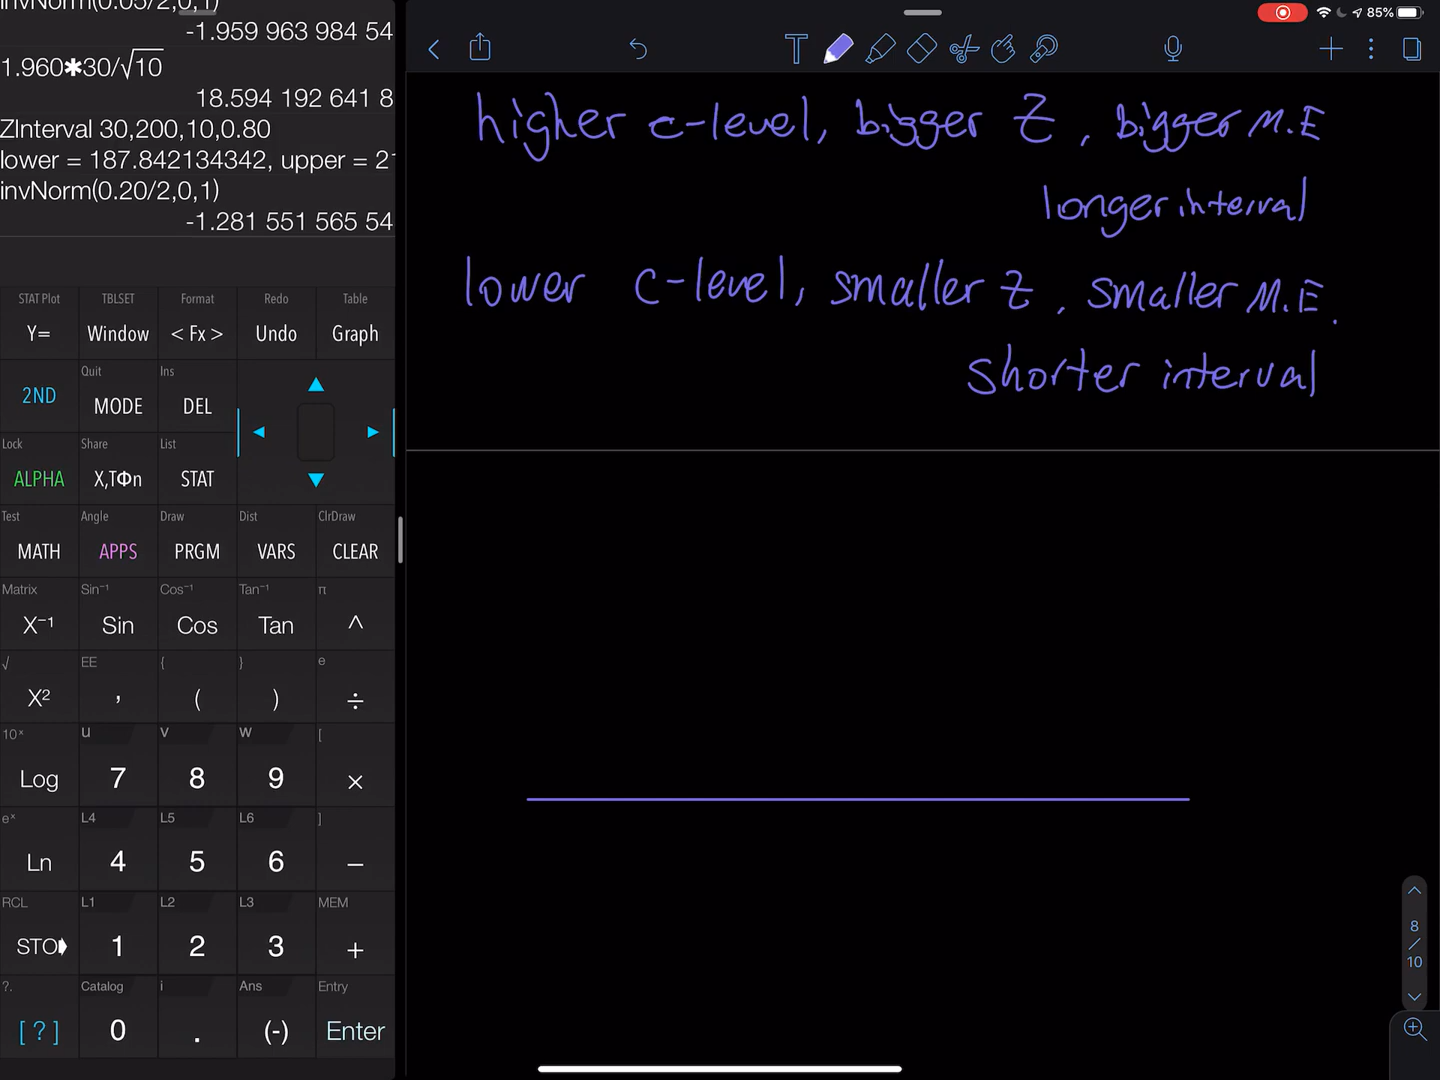 invNorm(0.05/2,0,1)
-1.959 963 984 54
1.960✱30/√10
18.594 192 641 8
ZInterval 30,200,10,0.80
lower = 187.842134342, upper = 21
invNorm(0.20/2,0,1)
-1.281 551 565 54
STAT Plot TBLSET Format Redo Table
Y= Window < Fx > Undo Graph
Quit Ins
2ND MODE DEL
Lock Share List
ALPHA X,TΦn STAT
Test Angle Draw Dist ClrDraw
MATH APPS PRGM VARS CLEAR
Matrix Sin⁻¹ Cos⁻¹ Tan⁻¹ π
X⁻¹ Sin Cos Tan ^
√ EE { } e
X² , ( ) ÷
10ˣ u v w [
Log 7 8 9 ×
eˣ L4 L5 L6 ]
Ln 4 5 6 −
RCL L1 L2 L3 MEM
STO 1 2 3 +
?. Catalog i Ans Entry
[ ? ] 0 . (-) Enter
85%
T
higher c-level, bigger Z, bigger M.E
longer interval
lower c-level, smaller Z, smaller M.E.
shorter interval
8
/
10